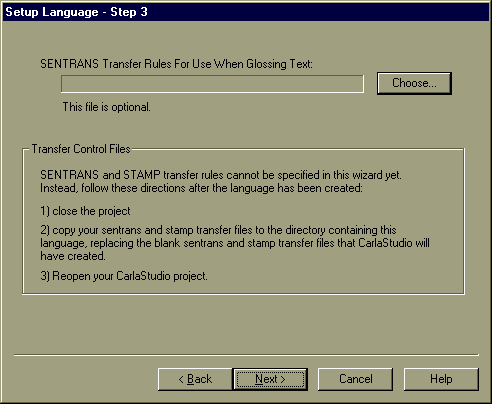 Setup Language - Step 3
SENTRANS Transfer Rules For Use When Glossing Text:
Choose...
This file is optional.
Transfer Control Files
SENTRANS and STAMP transfer rules cannot be specified in this wizard yet.
Instead, follow these directions after the language has been created:
1) close the project
2) copy your sentrans and stamp transfer files to the directory containing this
language, replacing the blank sentrans and stamp transfer files that CarlaStudio will
have created.
3) Reopen your CarlaStudio project.
< Back
Next >
Cancel
Help